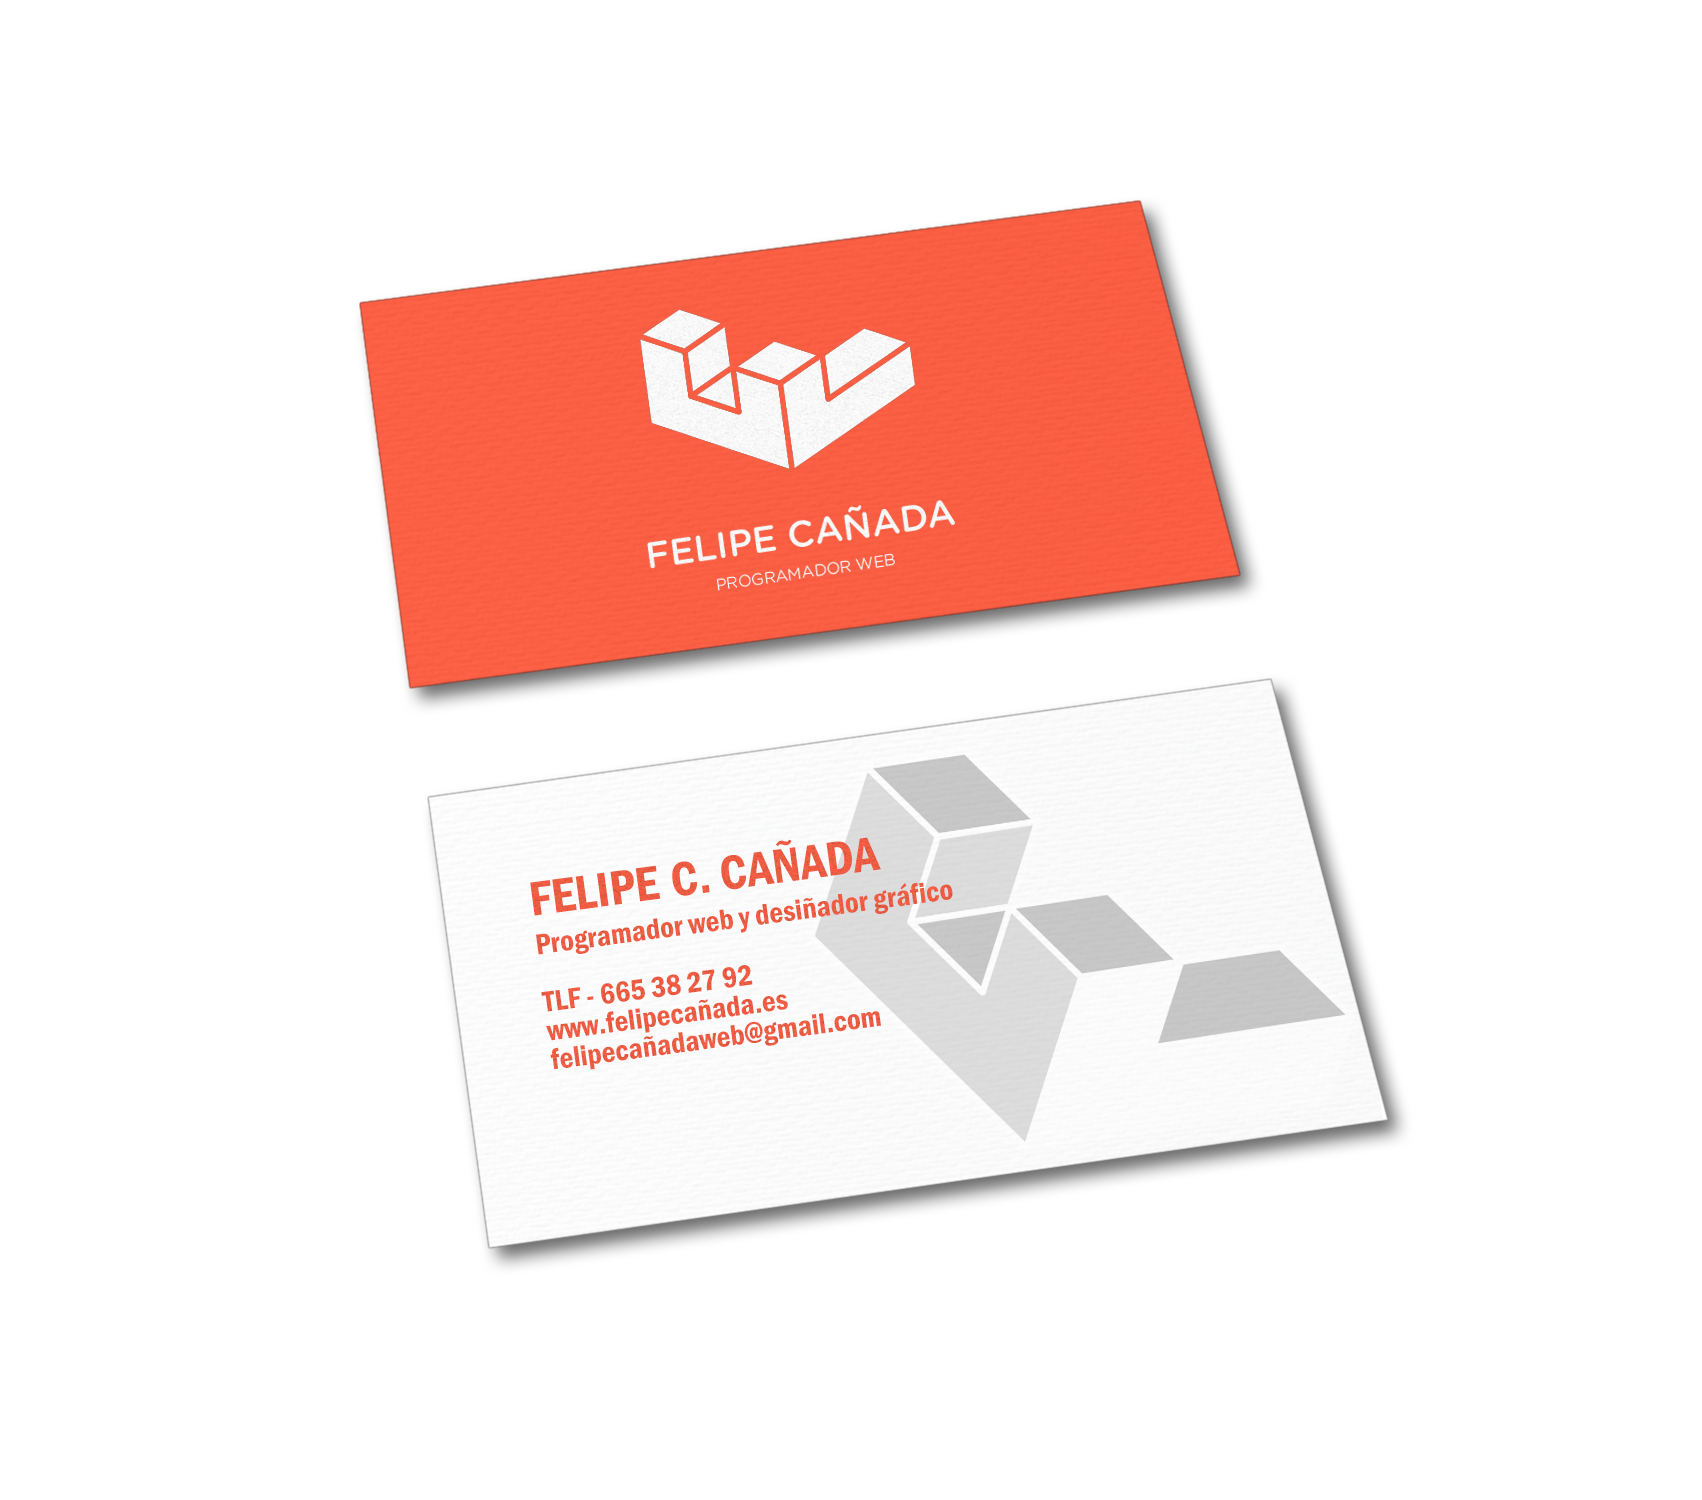 FELIPE CAÑADA
PROGRAMADOR WEB
FELIPE C. CAÑADA
Programador web y desiñador gráfico
TLF - 665 38 27 92
www.felipecañada.es
felipecañadaweb@gmail.com